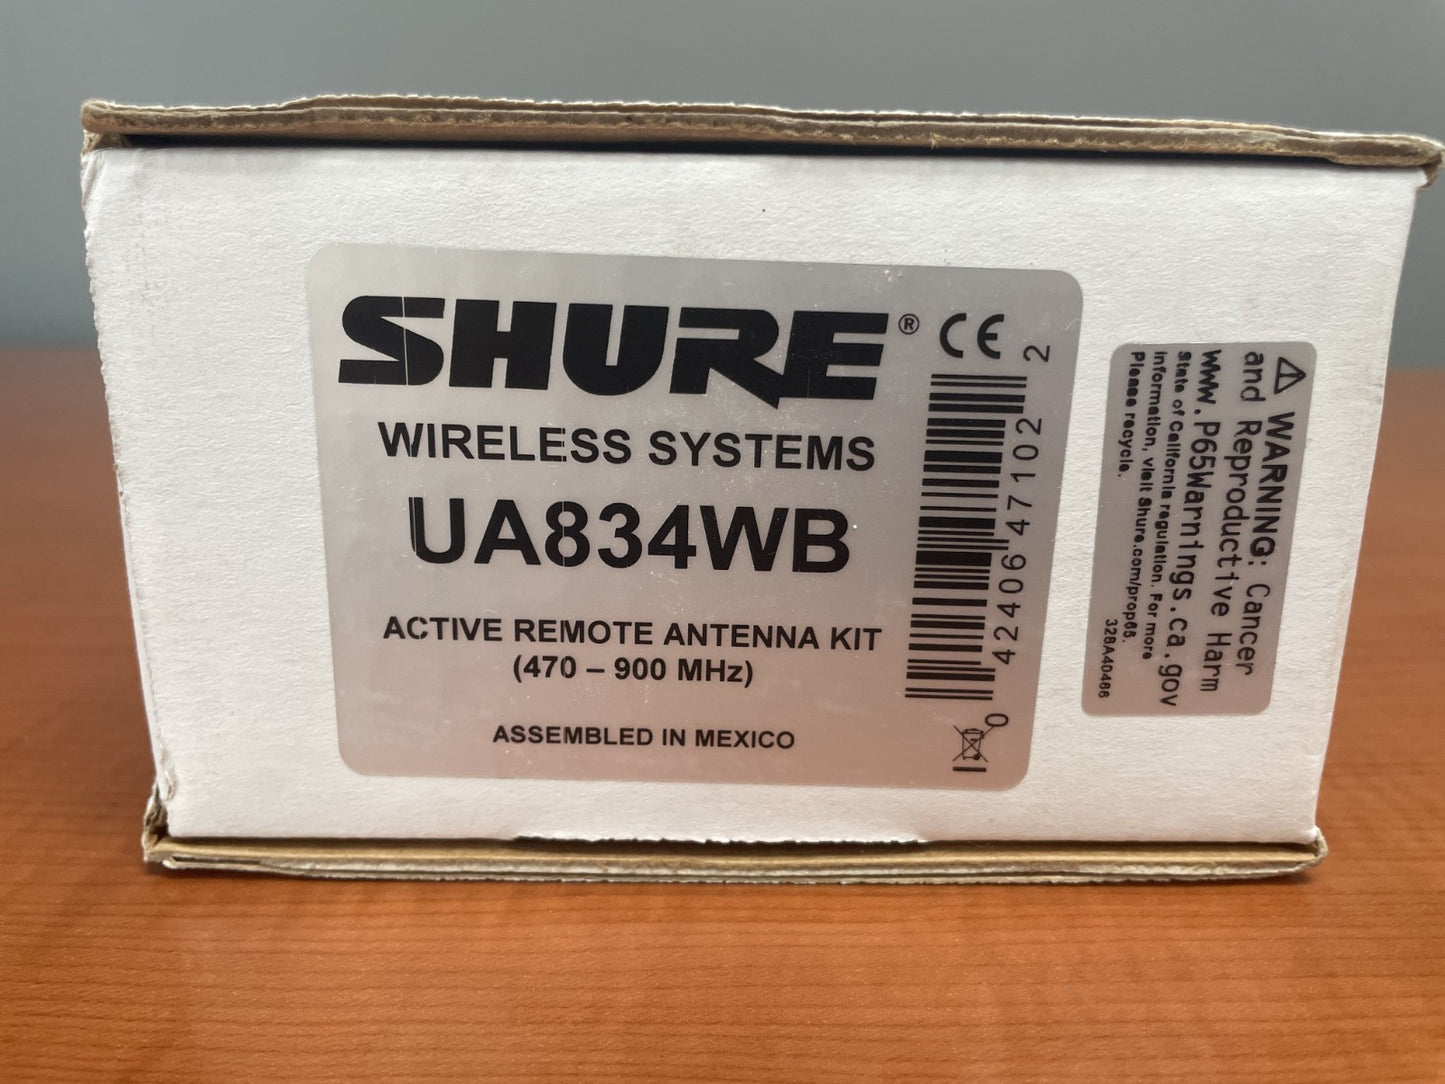 SHURE®
WIRELESS SYSTEMS
UA834WB
ACTIVE REMOTE ANTENNA KIT
(470 – 900 MHz)
ASSEMBLED IN MEXICO
CE
0 42406 47102 2
⚠ WARNING: Cancer
and Reproductive Harm
www.P65Warnings.ca.gov
State of California regulation. For more
information, visit Shure.com/prop65.
Please recycle.
328A40466